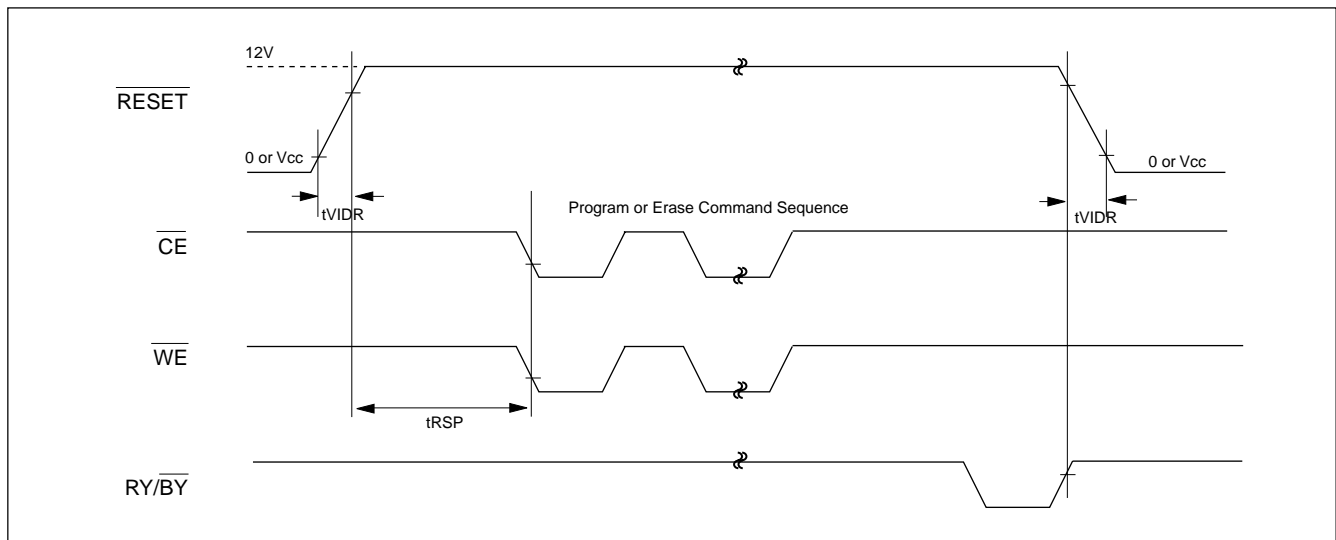 12V
RESET
0 or Vcc
0 or Vcc
tVIDR
Program or Erase Command Sequence
tVIDR
CE
WE
tRSP
RY/BY